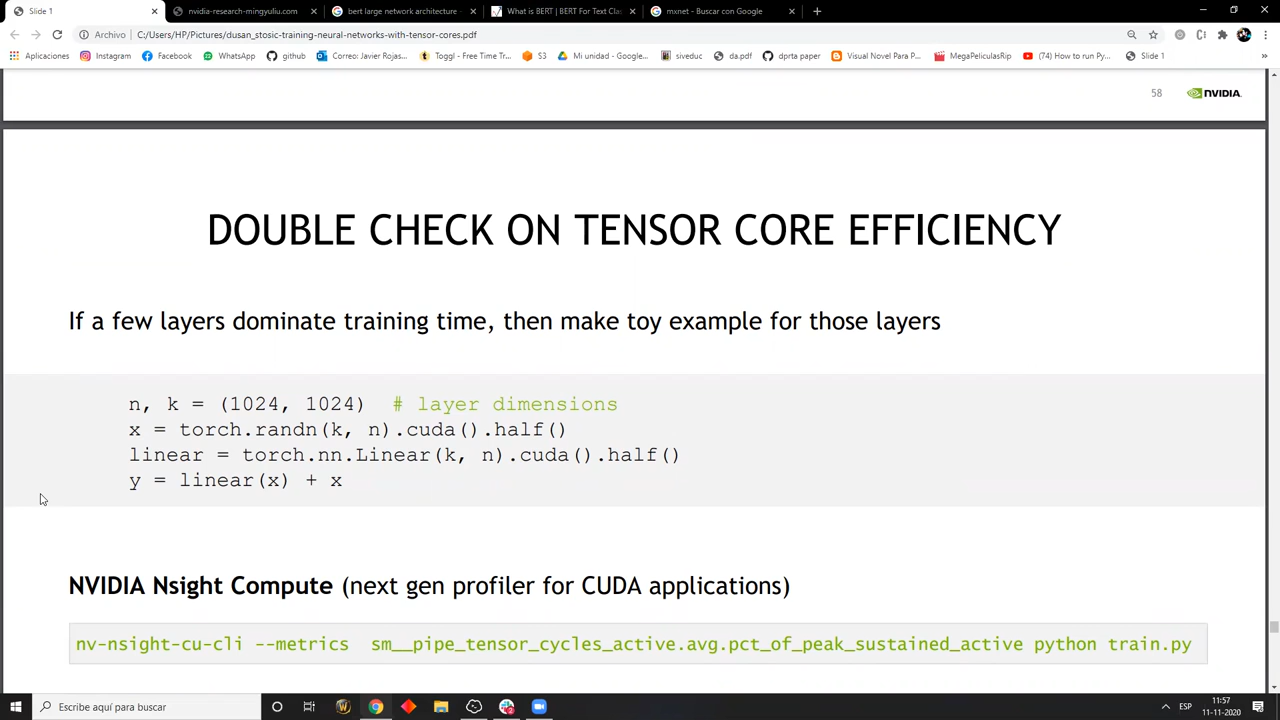 Slide 1
nvidia-research-mingyuliu.com
bert large network architecture -
What is BERT | BERT For Text Cla
mxnet - Buscar con Google
Archivo
C:/Users/HP/Pictures/dusan_stosic-training-neural-networks-with-tensor-cores.pdf
Aplicaciones
Instagram
Facebook
WhatsApp
github
Correo: Javier Rojas...
Toggl - Free Time Tr...
S3
Mi unidad - Google...
siveduc
da.pdf
dprta paper
Visual Novel Para P...
MegaPeliculasRip
(74) How to run Py...
Slide 1
»
58
NVIDIA.
DOUBLE CHECK ON TENSOR CORE EFFICIENCY
If a few layers dominate training time, then make toy example for those layers
n, k = (1024, 1024)  # layer dimensions
x = torch.randn(k, n).cuda().half()
linear = torch.nn.Linear(k, n).cuda().half()
y = linear(x) + x
NVIDIA Nsight Compute (next gen profiler for CUDA applications)
nv-nsight-cu-cli --metrics  sm__pipe_tensor_cycles_active.avg.pct_of_peak_sustained_active python train.py
Escribe aquí para buscar
ESP
11:57
11-11-2020